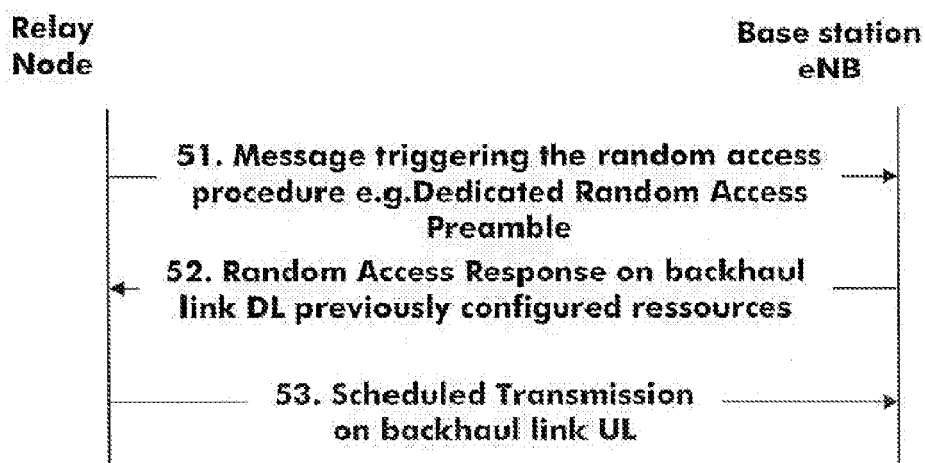 Relay
Node
Base station
eNB
51. Message triggering the random access
procedure e.g.Dedicated Random Access
Preamble
52. Random Access Response on backhaul
link DL previously configured ressources
53. Scheduled Transmission
on backhaul link UL